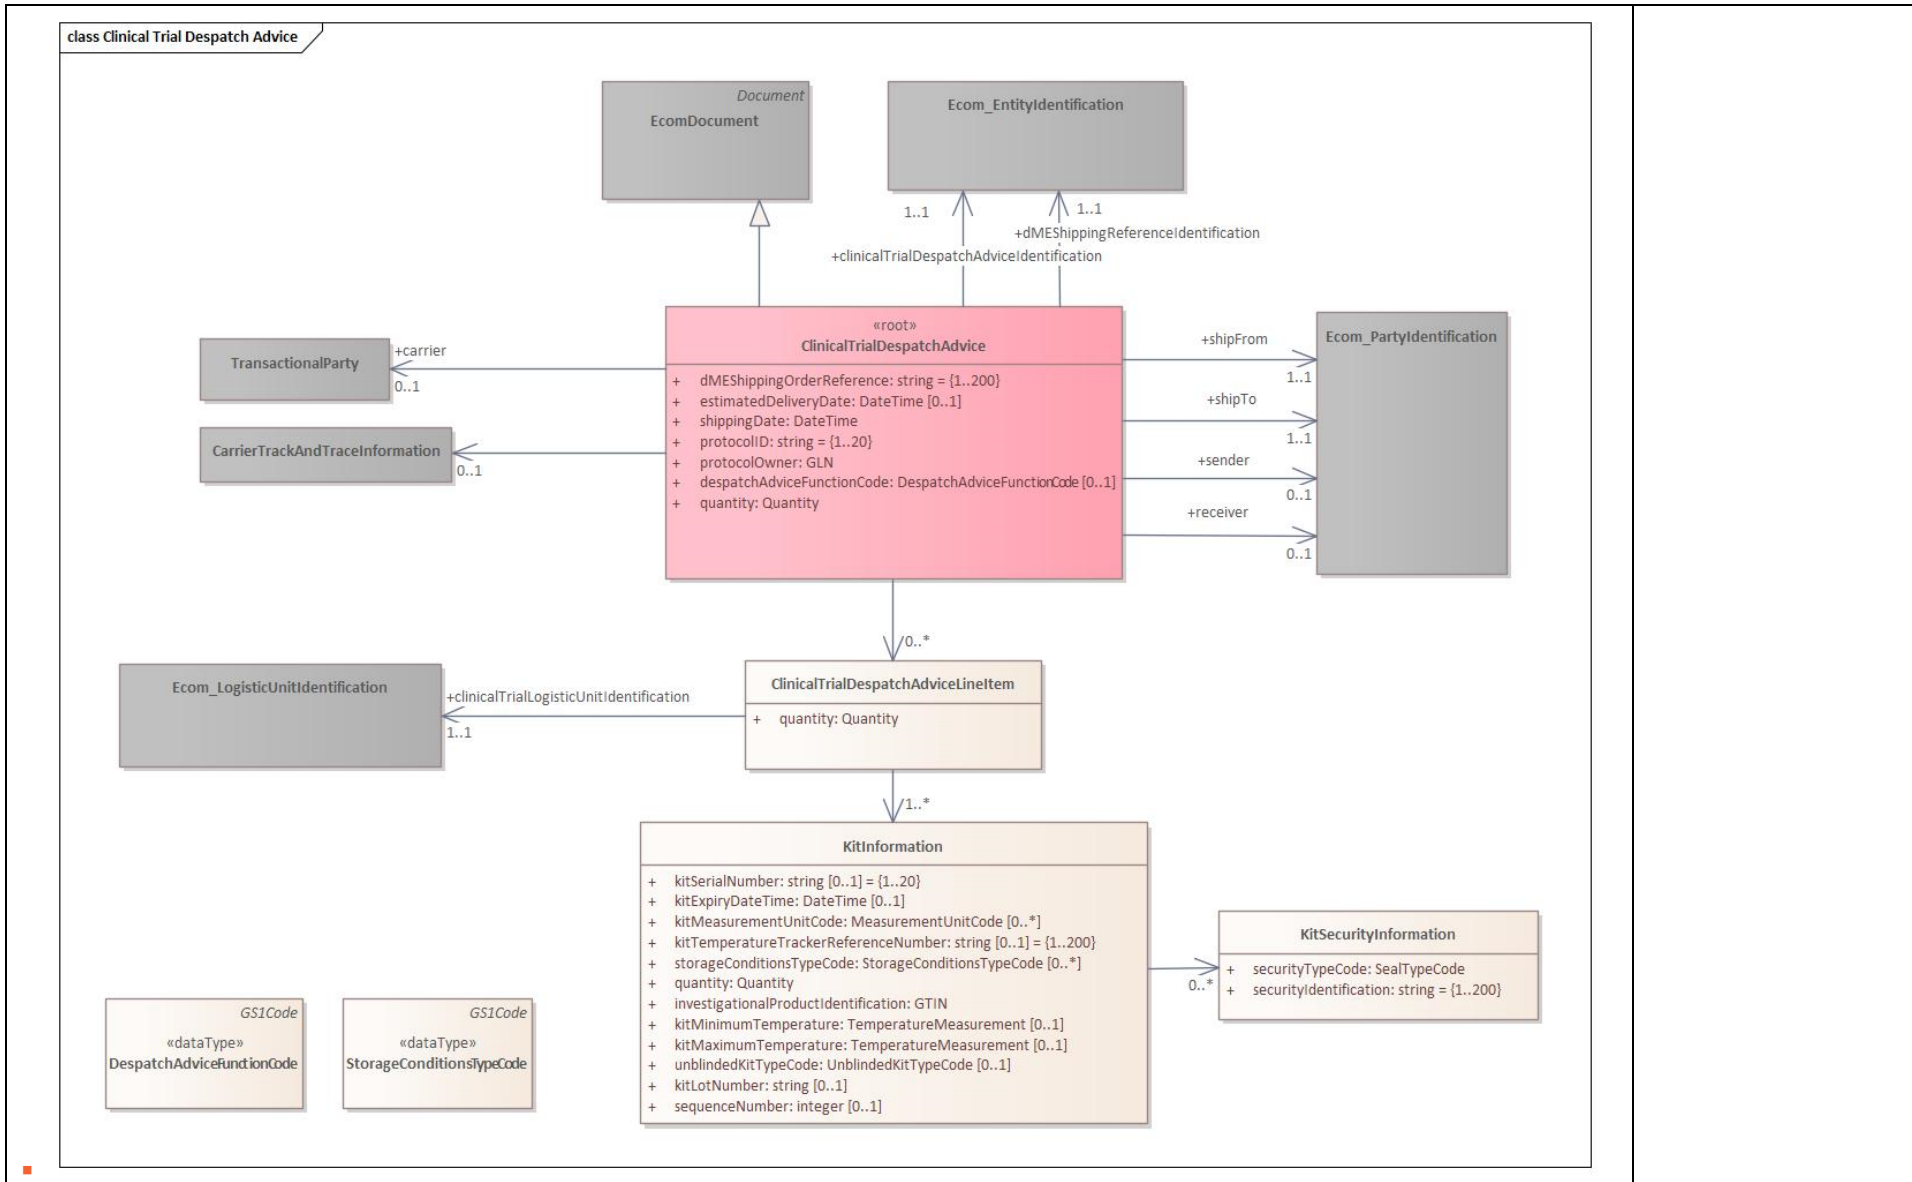 class Clinical Trial Despatch Advice
Document
EcomDocument
Ecom_EntityIdentification
1..1
1..1
+dMEShippingReferenceIdentification
+clinicalTrialDespatchAdviceIdentification
«root»
ClinicalTrialDespatchAdvice
+ dMEShippingOrderReference: string = {1..200}
+ estimatedDeliveryDate: DateTime [0..1]
+ shippingDate: DateTime
+ protocolID: string = {1..20}
+ protocolOwner: GLN
+ despatchAdviceFunctionCode: DespatchAdviceFunctionCode [0..1]
+ quantity: Quantity
TransactionalParty
+carrier
0..1
CarrierTrackAndTraceInformation
0..1
+shipFrom
1..1
+shipTo
1..1
+sender
0..1
+receiver
0..1
Ecom_PartyIdentification
0..*
Ecom_LogisticUnitIdentification
+clinicalTrialLogisticUnitIdentification
1..1
ClinicalTrialDespatchAdviceLineItem
+ quantity: Quantity
1..*
KitInformation
+ kitSerialNumber: string [0..1] = {1..20}
+ kitExpiryDateTime: DateTime [0..1]
+ kitMeasurementUnitCode: MeasurementUnitCode [0..*]
+ kitTemperatureTrackerReferenceNumber: string [0..1] = {1..200}
+ storageConditionsTypeCode: StorageConditionsTypeCode [0..*]
+ quantity: Quantity
+ investigationalProductIdentification: GTIN
+ kitMinimumTemperature: TemperatureMeasurement [0..1]
+ kitMaximumTemperature: TemperatureMeasurement [0..1]
+ unblindedKitTypeCode: UnblindedKitTypeCode [0..1]
+ kitLotNumber: string [0..1]
+ sequenceNumber: integer [0..1]
0..*
KitSecurityInformation
+ securityTypeCode: SealTypeCode
+ securityIdentification: string = {1..200}
GS1Code
«dataType»
DespatchAdviceFunctionCode
GS1Code
«dataType»
StorageConditionsTypeCode